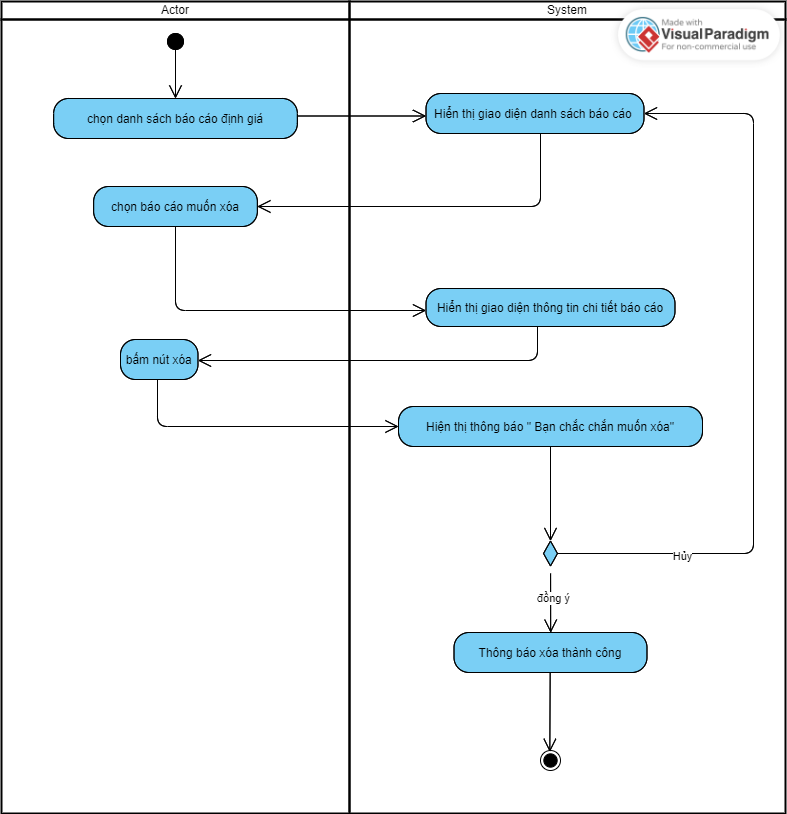 Actor
System
Made with
VisualParadigm
For non-commercial use
chọn danh sách báo cáo định giá
Hiển thị giao diện danh sách báo cáo
chọn báo cáo muốn xóa
Hiển thị giao diện thông tin chi tiết báo cáo
bấm nút xóa
Hiện thị thông báo " Bạn chắc chắn muốn xóa"
Hủy
đồng ý
Thông báo xóa thành công